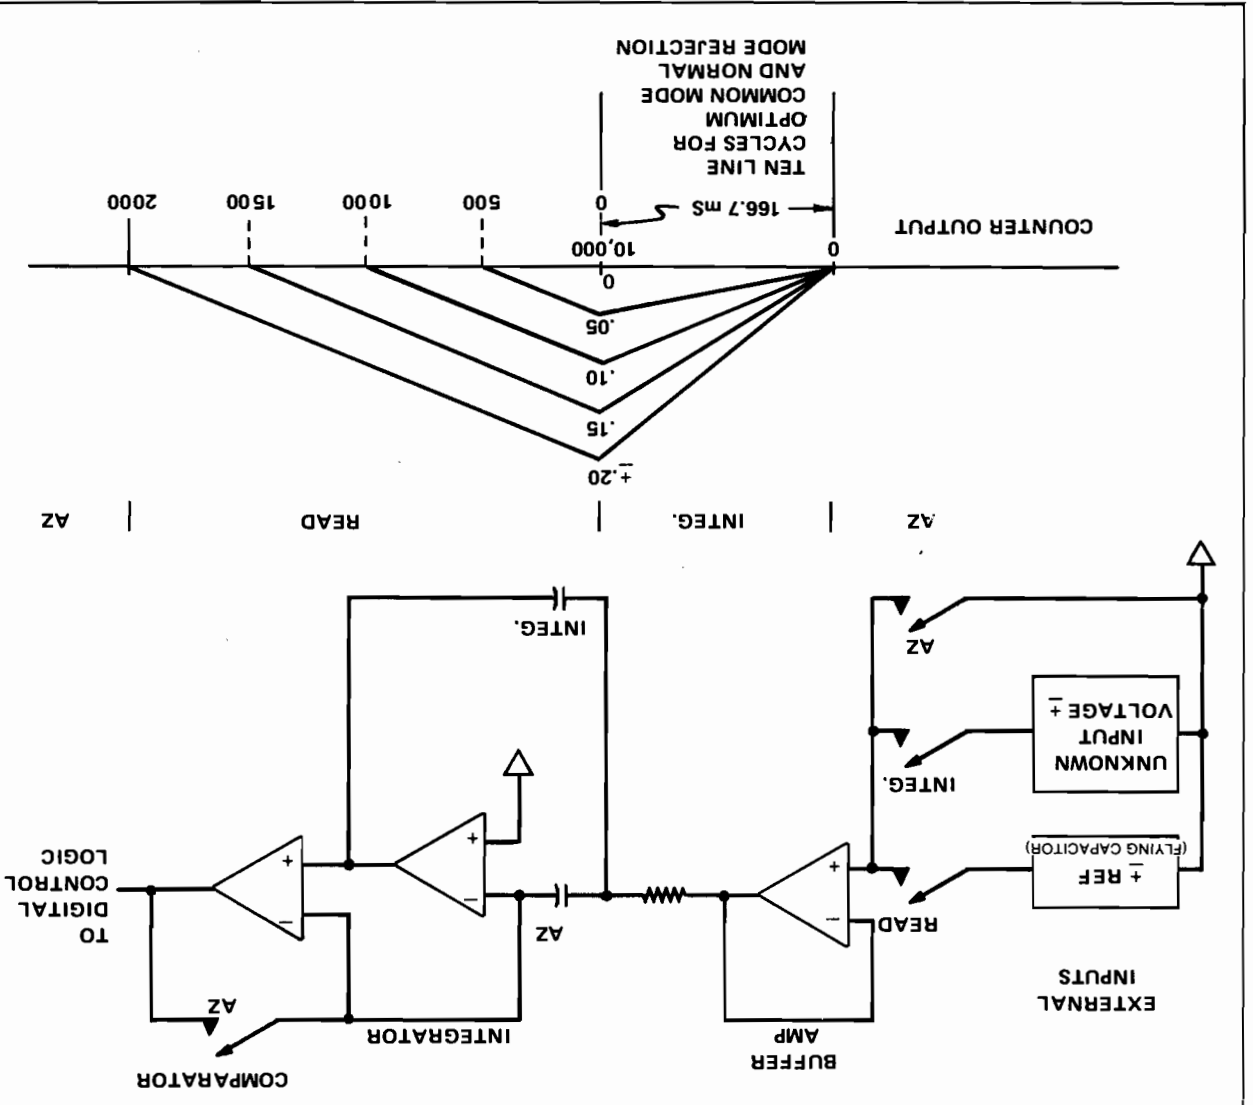 COMPARATOR
BUFFER
AMP
INTEGRATOR
AZ
EXTERNAL
INPUTS
TO
DIGITAL
CONTROL
LOGIC
READ
AZ
−
−
−
± REF
(FLYING CAPACITOR)
+
+
+
INTEG.
UNKNOWN
INPUT
VOLTAGE ±
AZ
INTEG.
AZ
INTEG.
READ
AZ
±.20
.15
.10
.05
0
0
10,000
COUNTER OUTPUT
166.7 mS
0
500
1000
1500
2000
TEN LINE
CYCLES FOR
OPTIMUM
COMMON MODE
AND NORMAL
MODE REJECTION